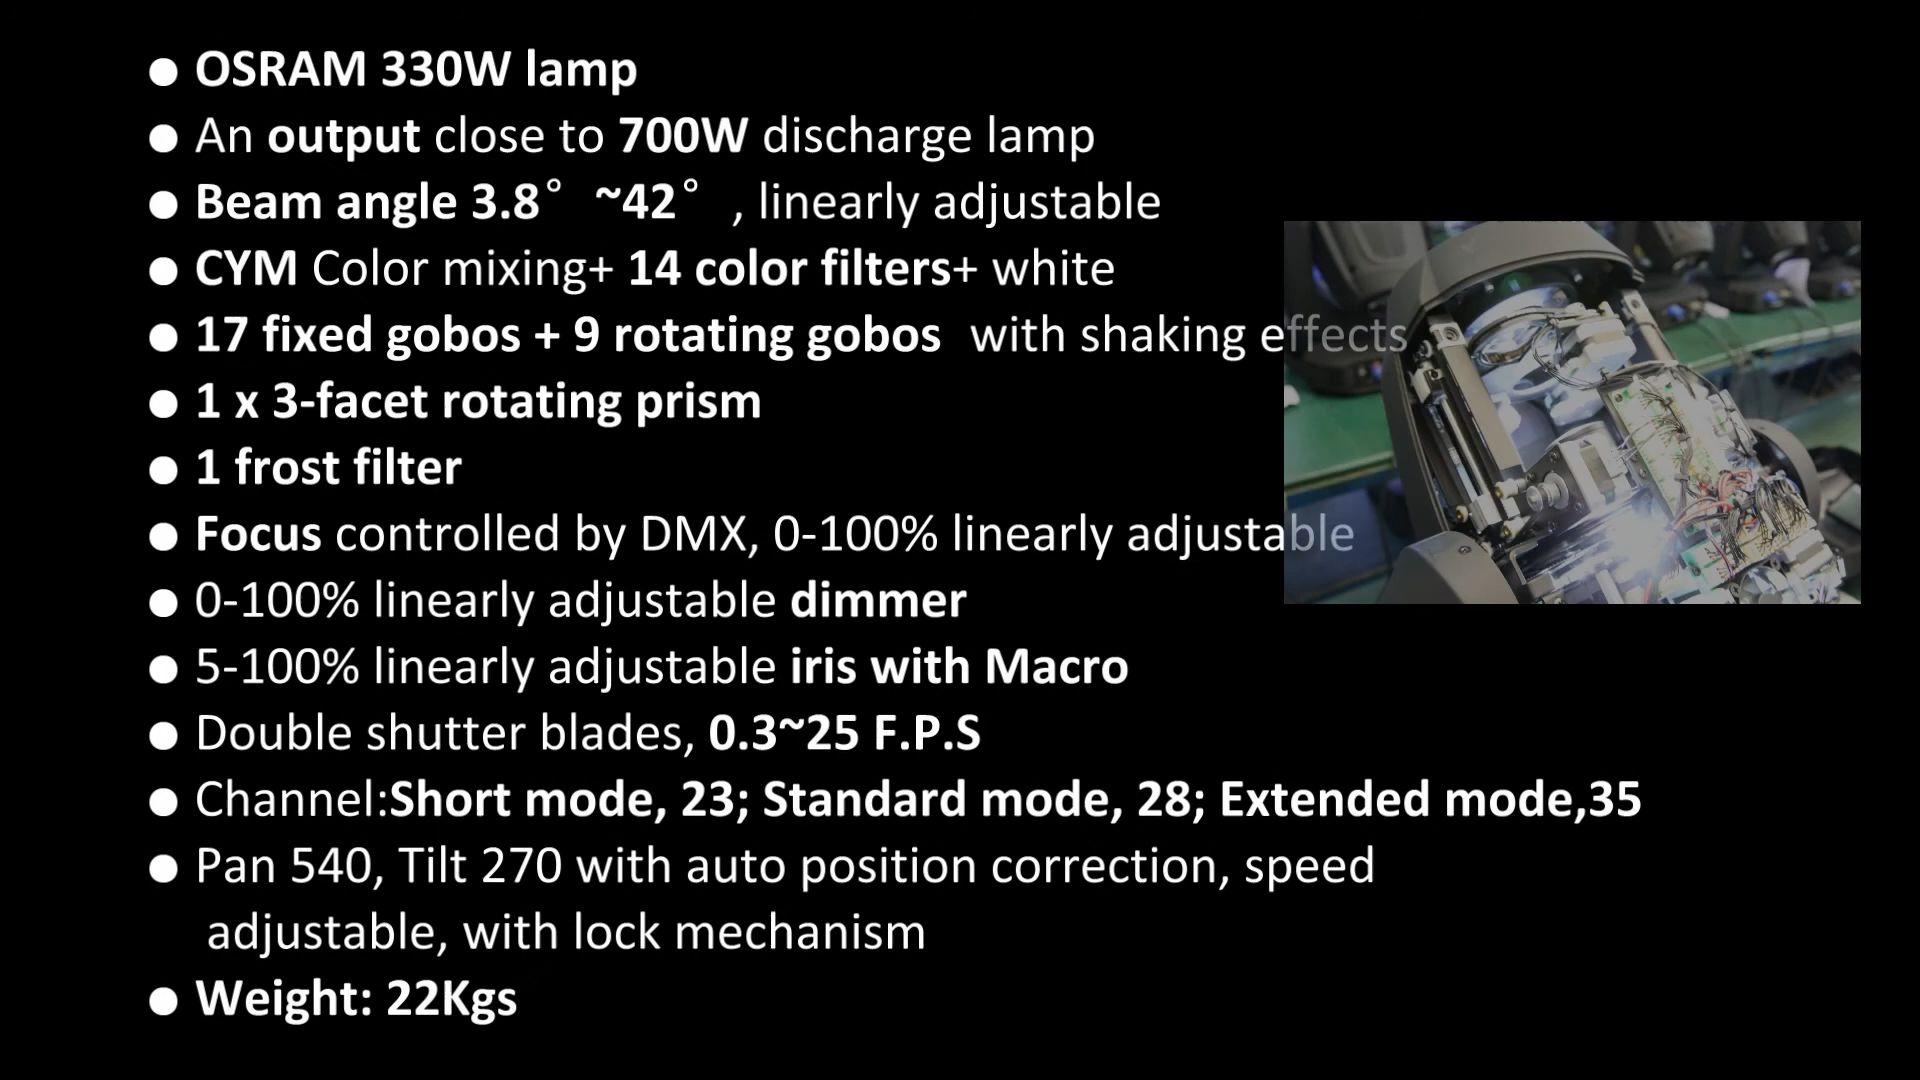 ● OSRAM 330W lamp
● An output close to 700W discharge lamp
● Beam angle 3.8° ~42° , linearly adjustable
● CYM Color mixing+ 14 color filters+ white
● 17 fixed gobos + 9 rotating gobos with shaking effects
● 1 x 3-facet rotating prism
● 1 frost filter
● Focus controlled by DMX, 0-100% linearly adjustable
● 0-100% linearly adjustable dimmer
● 5-100% linearly adjustable iris with Macro
● Double shutter blades, 0.3~25 F.P.S
● Channel:Short mode, 23; Standard mode, 28; Extended mode,35
● Pan 540, Tilt 270 with auto position correction, speed
adjustable, with lock mechanism
● Weight: 22Kgs